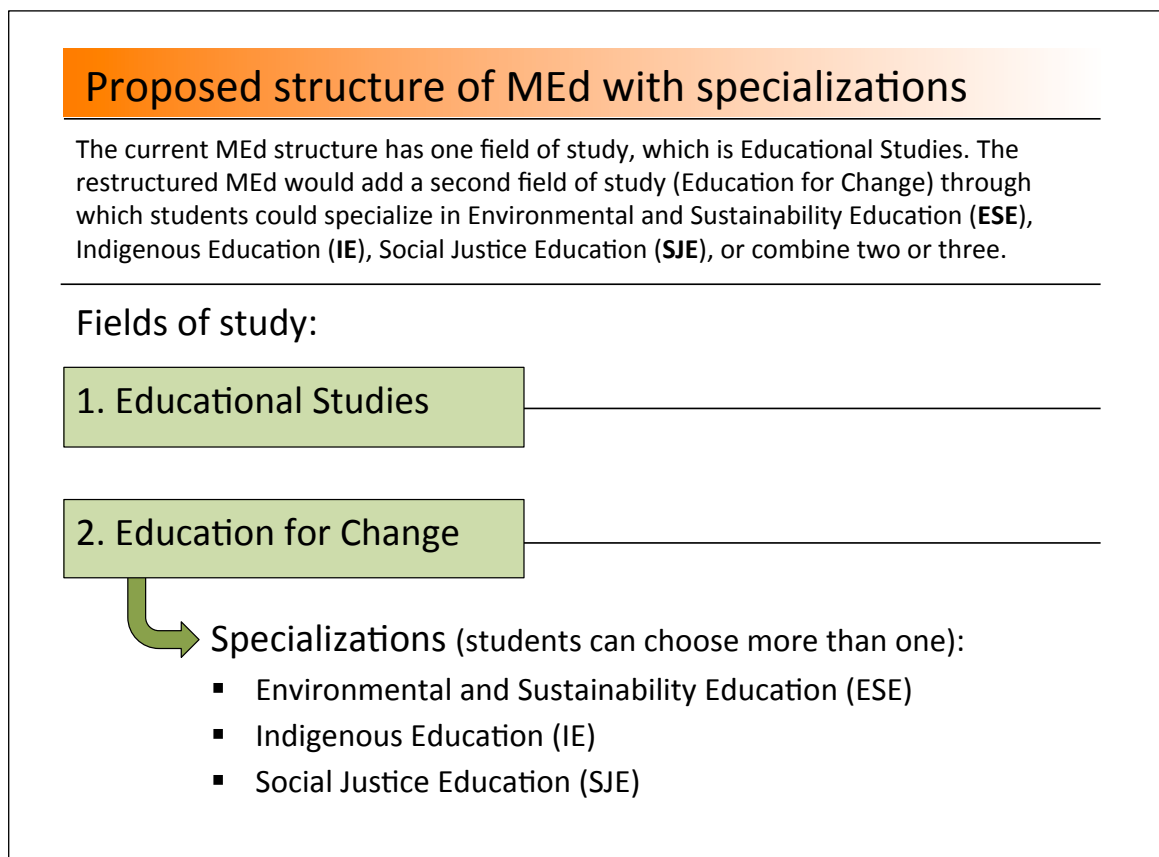 Proposed structure of MEd with specializations
The current MEd structure has one field of study, which is Educational Studies. The
restructured MEd would add a second field of study (Education for Change) through
which students could specialize in Environmental and Sustainability Education (ESE),
Indigenous Education (IE), Social Justice Education (SJE), or combine two or three.
Fields of study:
1. Educational Studies
2. Education for Change
Specializations (students can choose more than one):
▪ Environmental and Sustainability Education (ESE)
▪ Indigenous Education (IE)
▪ Social Justice Education (SJE)